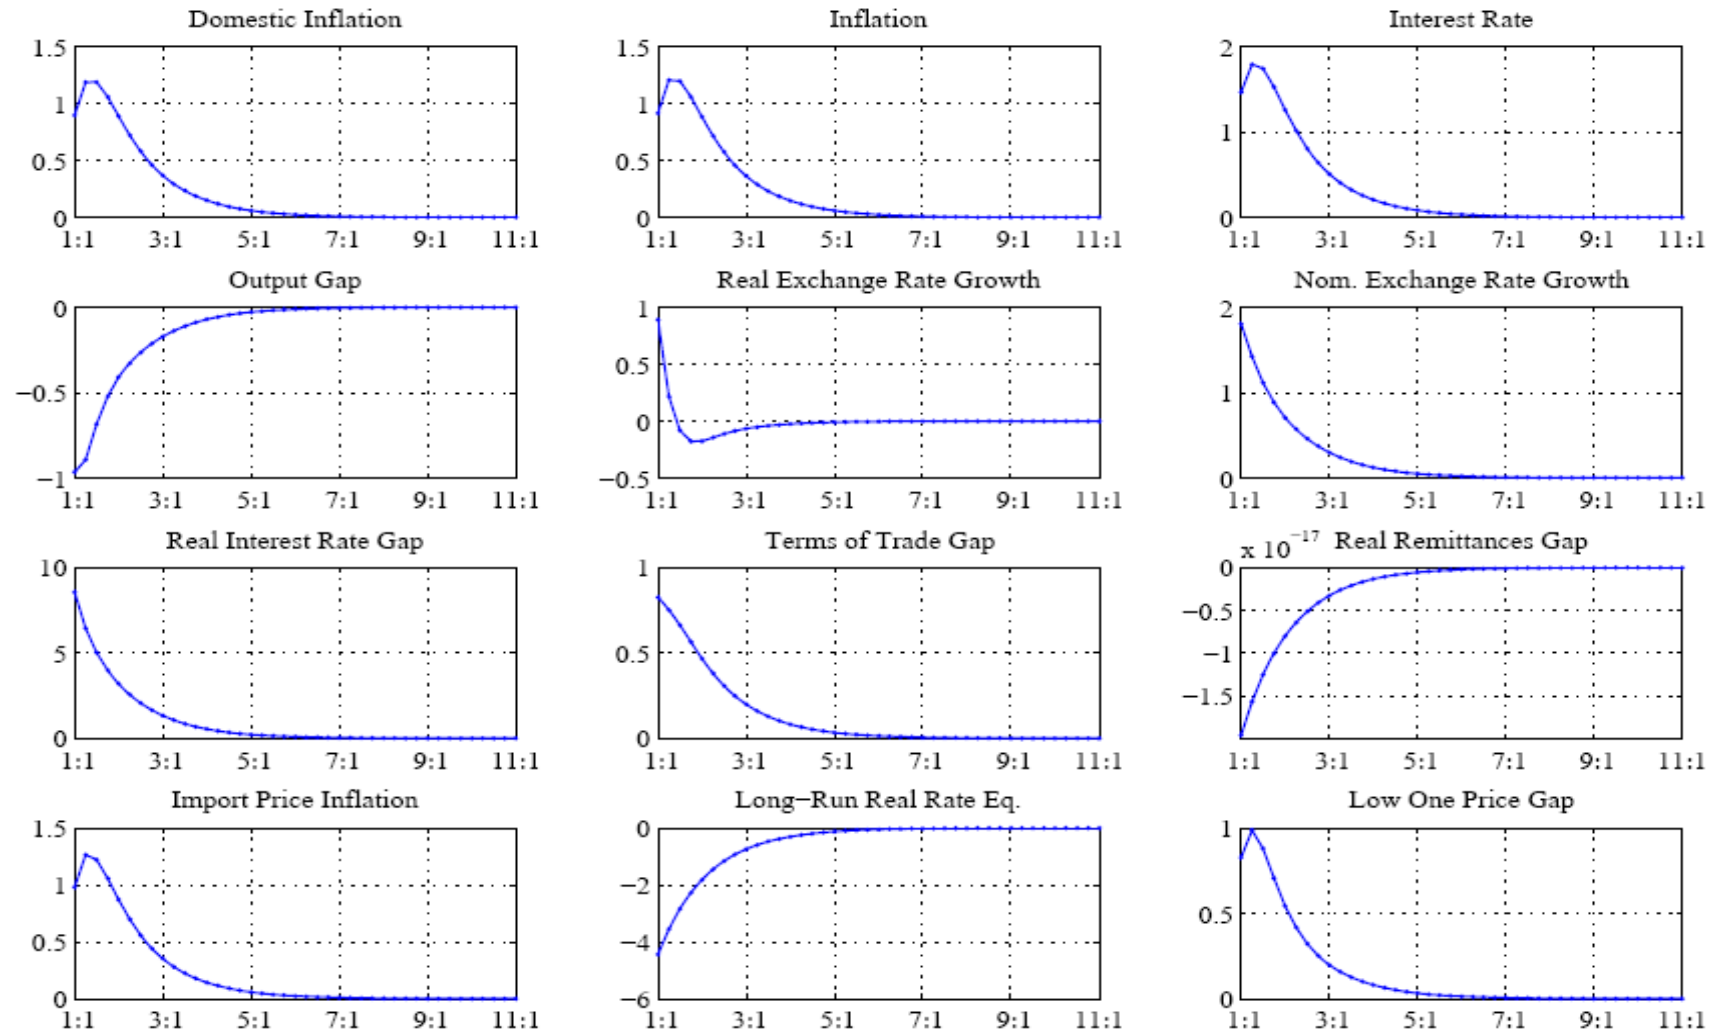 Domestic Inflation
1.5
1
0.5
0
1:1 3:1 5:1 7:1 9:1 11:1
Inflation
1.5
1
0.5
0
1:1 3:1 5:1 7:1 9:1 11:1
Interest Rate
2
1
0
1:1 3:1 5:1 7:1 9:1 11:1
Output Gap
0
−0.5
−1
1:1 3:1 5:1 7:1 9:1 11:1
Real Exchange Rate Growth
1
0.5
0
−0.5
1:1 3:1 5:1 7:1 9:1 11:1
Nom. Exchange Rate Growth
2
1
0
1:1 3:1 5:1 7:1 9:1 11:1
Real Interest Rate Gap
10
5
0
1:1 3:1 5:1 7:1 9:1 11:1
Terms of Trade Gap
1
0.5
0
1:1 3:1 5:1 7:1 9:1 11:1
x 10⁻¹⁷ Real Remittances Gap
0
−0.5
−1
−1.5
1:1 3:1 5:1 7:1 9:1 11:1
Import Price Inflation
1.5
1
0.5
0
1:1 3:1 5:1 7:1 9:1 11:1
Long−Run Real Rate Eq.
0
−2
−4
−6
1:1 3:1 5:1 7:1 9:1 11:1
Low One Price Gap
1
0.5
0
1:1 3:1 5:1 7:1 9:1 11:1